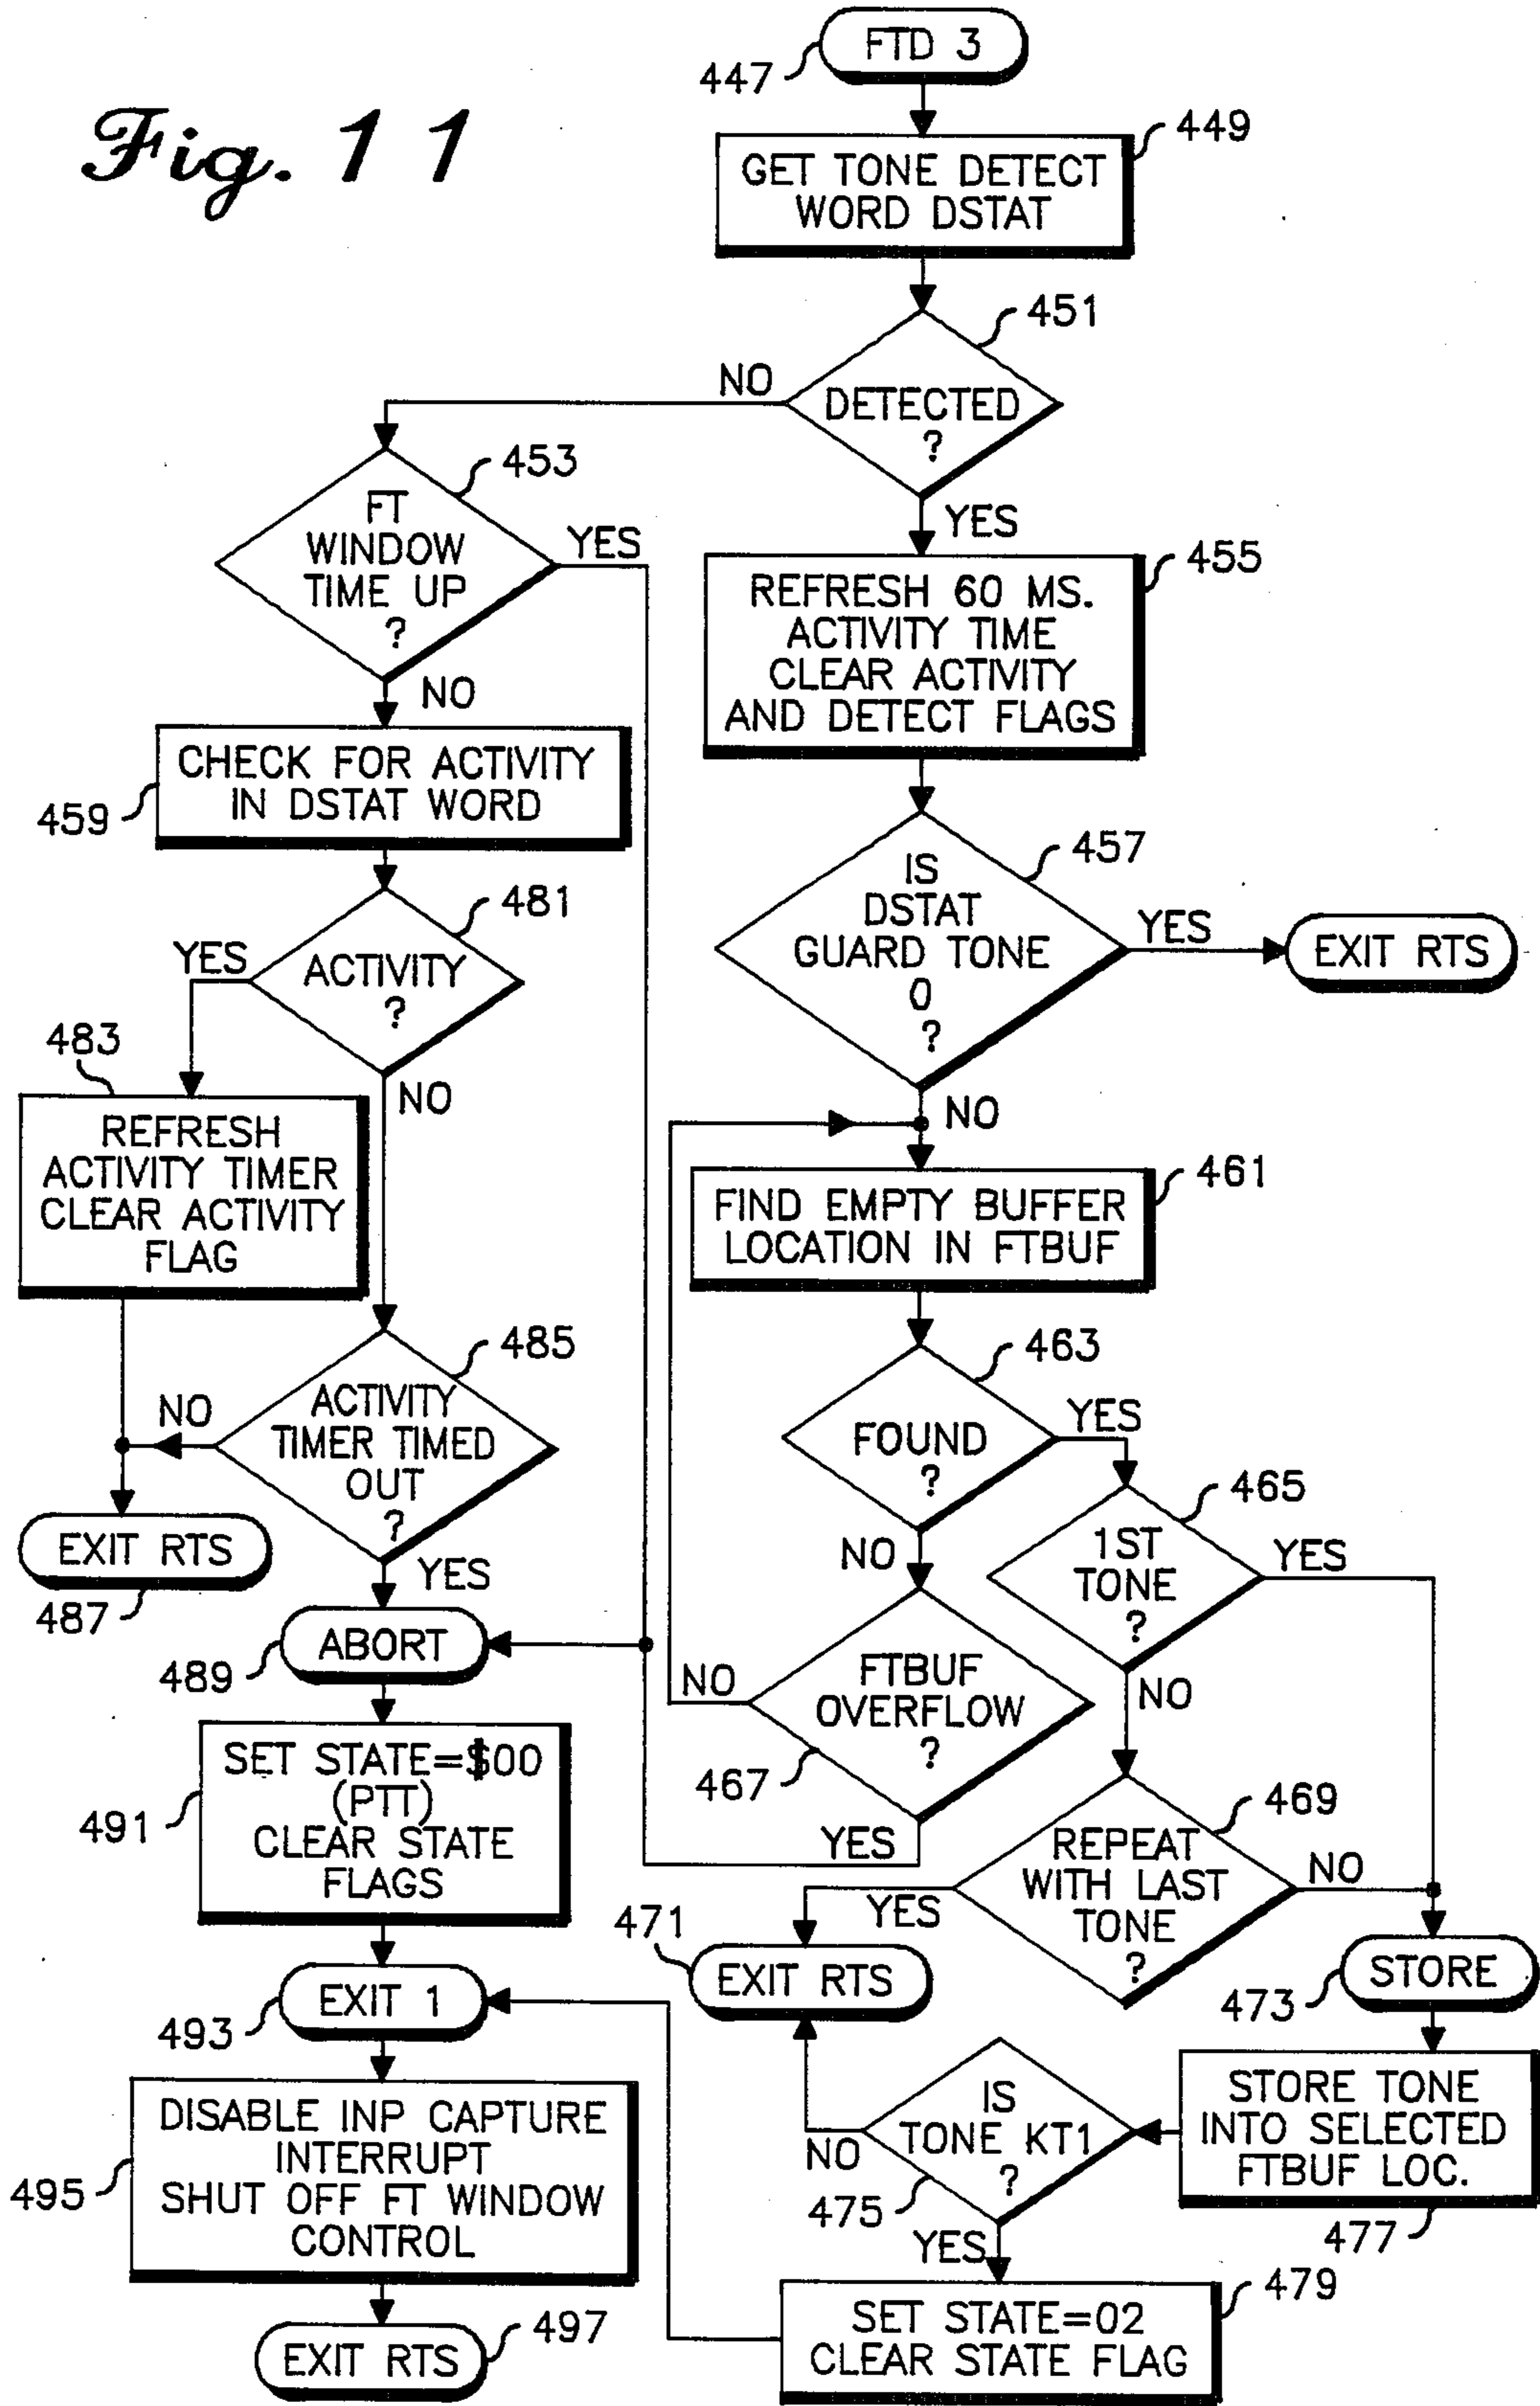 Fig. 11
FTD 3
447
GET TONE DETECT
WORD DSTAT
449
DETECTED
?
451
NO
YES
FT
WINDOW
TIME UP
?
453
YES
NO
REFRESH 60 MS.
ACTIVITY TIME
CLEAR ACTIVITY
AND DETECT FLAGS
455
CHECK FOR ACTIVITY
IN DSTAT WORD
459
IS
DSTAT
GUARD TONE
0
?
457
YES
EXIT RTS
NO
ACTIVITY
?
481
YES
NO
REFRESH
ACTIVITY TIMER
CLEAR ACTIVITY
FLAG
483
FIND EMPTY BUFFER
LOCATION IN FTBUF
461
ACTIVITY
TIMER TIMED
OUT
?
485
NO
YES
EXIT RTS
487
FOUND
?
463
YES
NO
1ST
TONE
?
465
YES
NO
FTBUF
OVERFLOW
?
467
NO
YES
ABORT
489
SET STATE=$00
(PTT)
CLEAR STATE
FLAGS
491
REPEAT
WITH LAST
TONE
?
469
NO
YES
EXIT RTS
471
STORE
473
EXIT 1
493
STORE TONE
INTO SELECTED
FTBUF LOC.
477
IS
TONE KT1
?
475
NO
YES
DISABLE INP CAPTURE
INTERRUPT
SHUT OFF FT WINDOW
CONTROL
495
SET STATE=02
CLEAR STATE FLAG
479
EXIT RTS
497